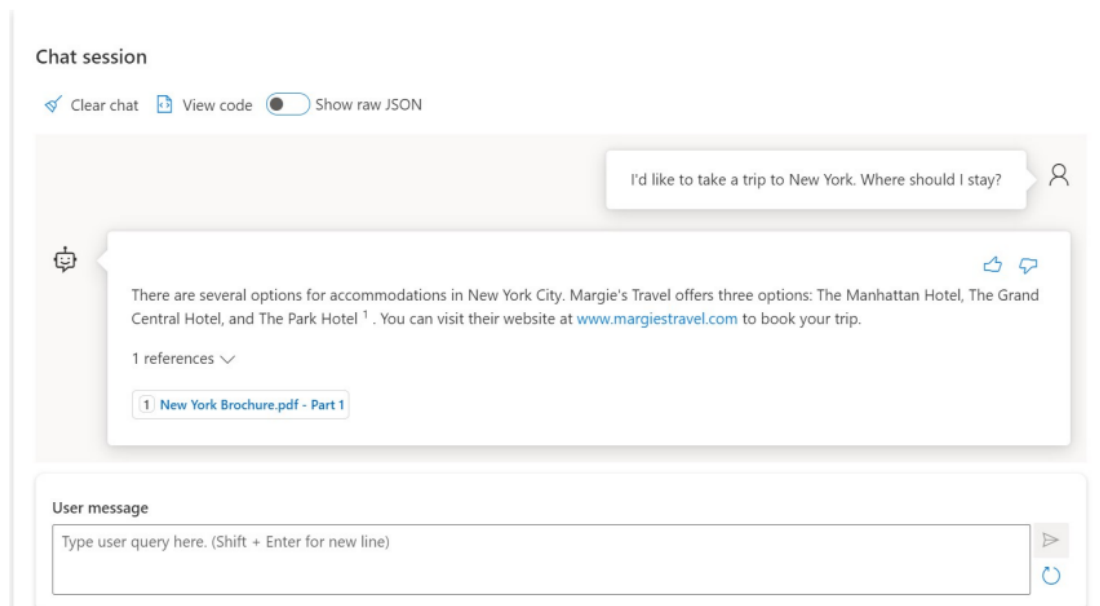 Chat session
Clear chat View code Show raw JSON
I'd like to take a trip to New York. Where should I stay?
There are several options for accommodations in New York City. Margie's Travel offers three options: The Manhattan Hotel, The Grand
Central Hotel, and The Park Hotel 1 . You can visit their website at www.margiestravel.com to book your trip.
1 references
1 New York Brochure.pdf - Part 1
User message
Type user query here. (Shift + Enter for new line)